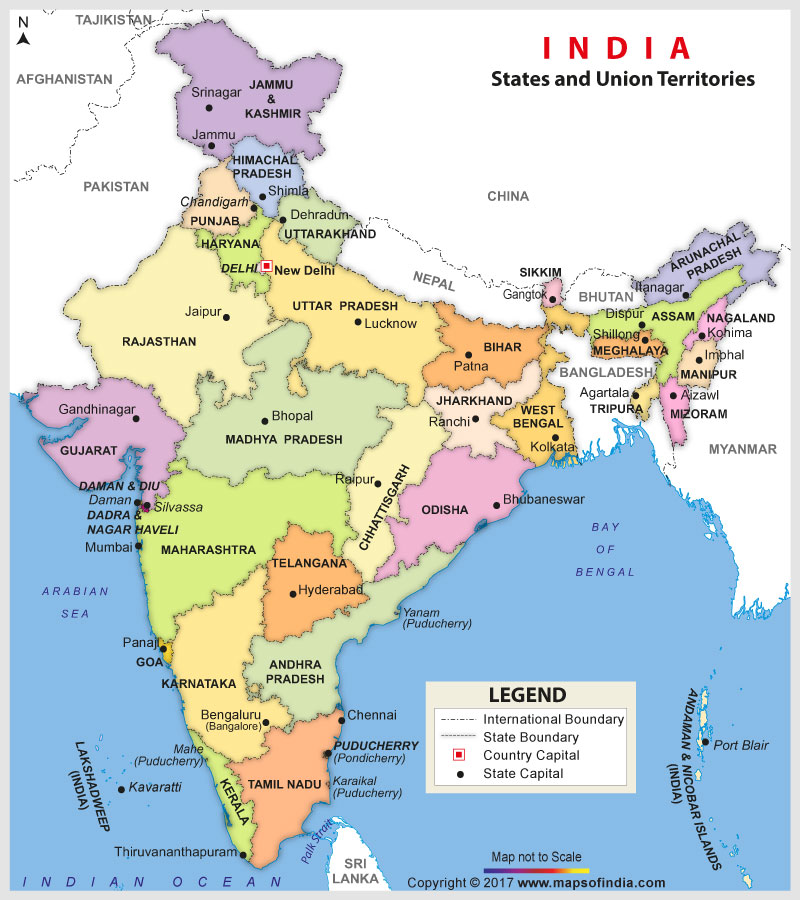 N
TAJIKISTAN
AFGHANISTAN
INDIA
States and Union Territories
JAMMU
&
KASHMIR
Srinagar
Jammu
HIMACHAL
PRADESH
Shimla
PAKISTAN
CHINA
Chandigarh
PUNJAB
Dehradun
UTTARAKHAND
HARYANA
DELHI
New Delhi
NEPAL
SIKKIM
Gangtok
BHUTAN
ARUNACHAL
PRADESH
Itanagar
Dispur
ASSAM
NAGALAND
Kohima
Shillong
MEGHALAYA
Imphal
MANIPUR
BANGLADESH
Agartala
TRIPURA
Aizawl
MIZORAM
MYANMAR
Jaipur
RAJASTHAN
UTTAR PRADESH
Lucknow
BIHAR
Patna
JHARKHAND
Ranchi
WEST
BENGAL
Kolkata
Gandhinagar
GUJARAT
Bhopal
MADHYA PRADESH
Raipur
CHHATTISGARH
ODISHA
Bhubaneswar
DAMAN & DIU
Daman
Silvassa
DADRA &
NAGAR HAVELI
Mumbai
MAHARASHTRA
TELANGANA
Hyderabad
BAY
OF
BENGAL
ARABIAN
SEA
Yanam
(Puducherry)
Panaji
GOA
KARNATAKA
ANDHRA
PRADESH
Bengaluru
(Bangalore)
Chennai
Mahe
(Puducherry)
PUDUCHERRY
(Pondicherry)
TAMIL NADU
Karaikal
(Puducherry)
KERALA
LAKSHADWEEP
(INDIA)
Kavaratti
Thiruvananthapuram
Palk Strait
SRI
LANKA
INDIAN OCEAN
LEGEND
International Boundary
State Boundary
Country Capital
State Capital
ANDAMAN & NICOBAR ISLANDS
(INDIA)
Port Blair
Map not to Scale
Copyright © 2017 www.mapsofindia.com